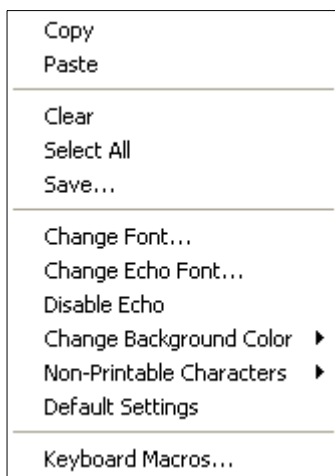 Copy
Paste
Clear
Select All
Save...
Change Font...
Change Echo Font...
Disable Echo
Change Background Color
Non-Printable Characters
Default Settings
Keyboard Macros...